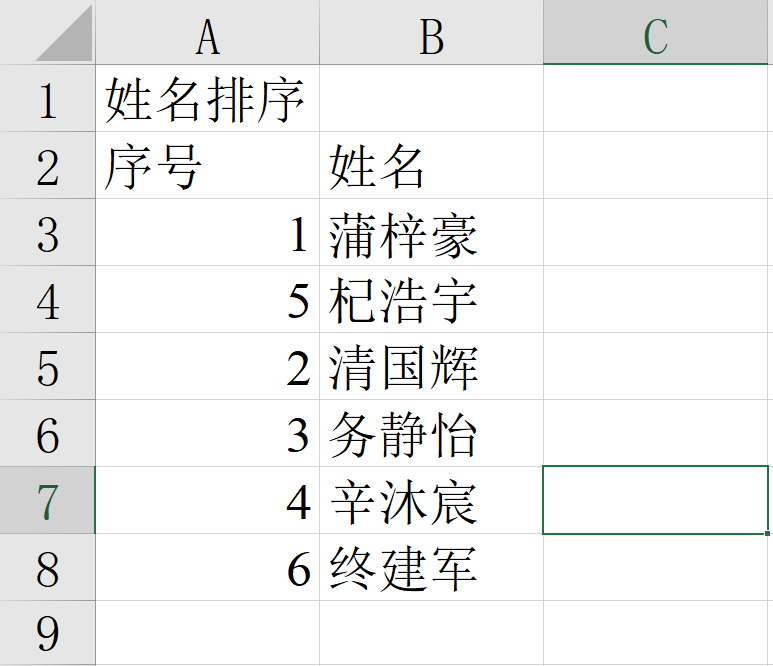 A B C
1 姓名排序
2 序号 姓名
3 1 蒲梓豪
4 5 杞浩宇
5 2 清国辉
6 3 务静怡
7 4 辛沐宸
8 6 终建军
9